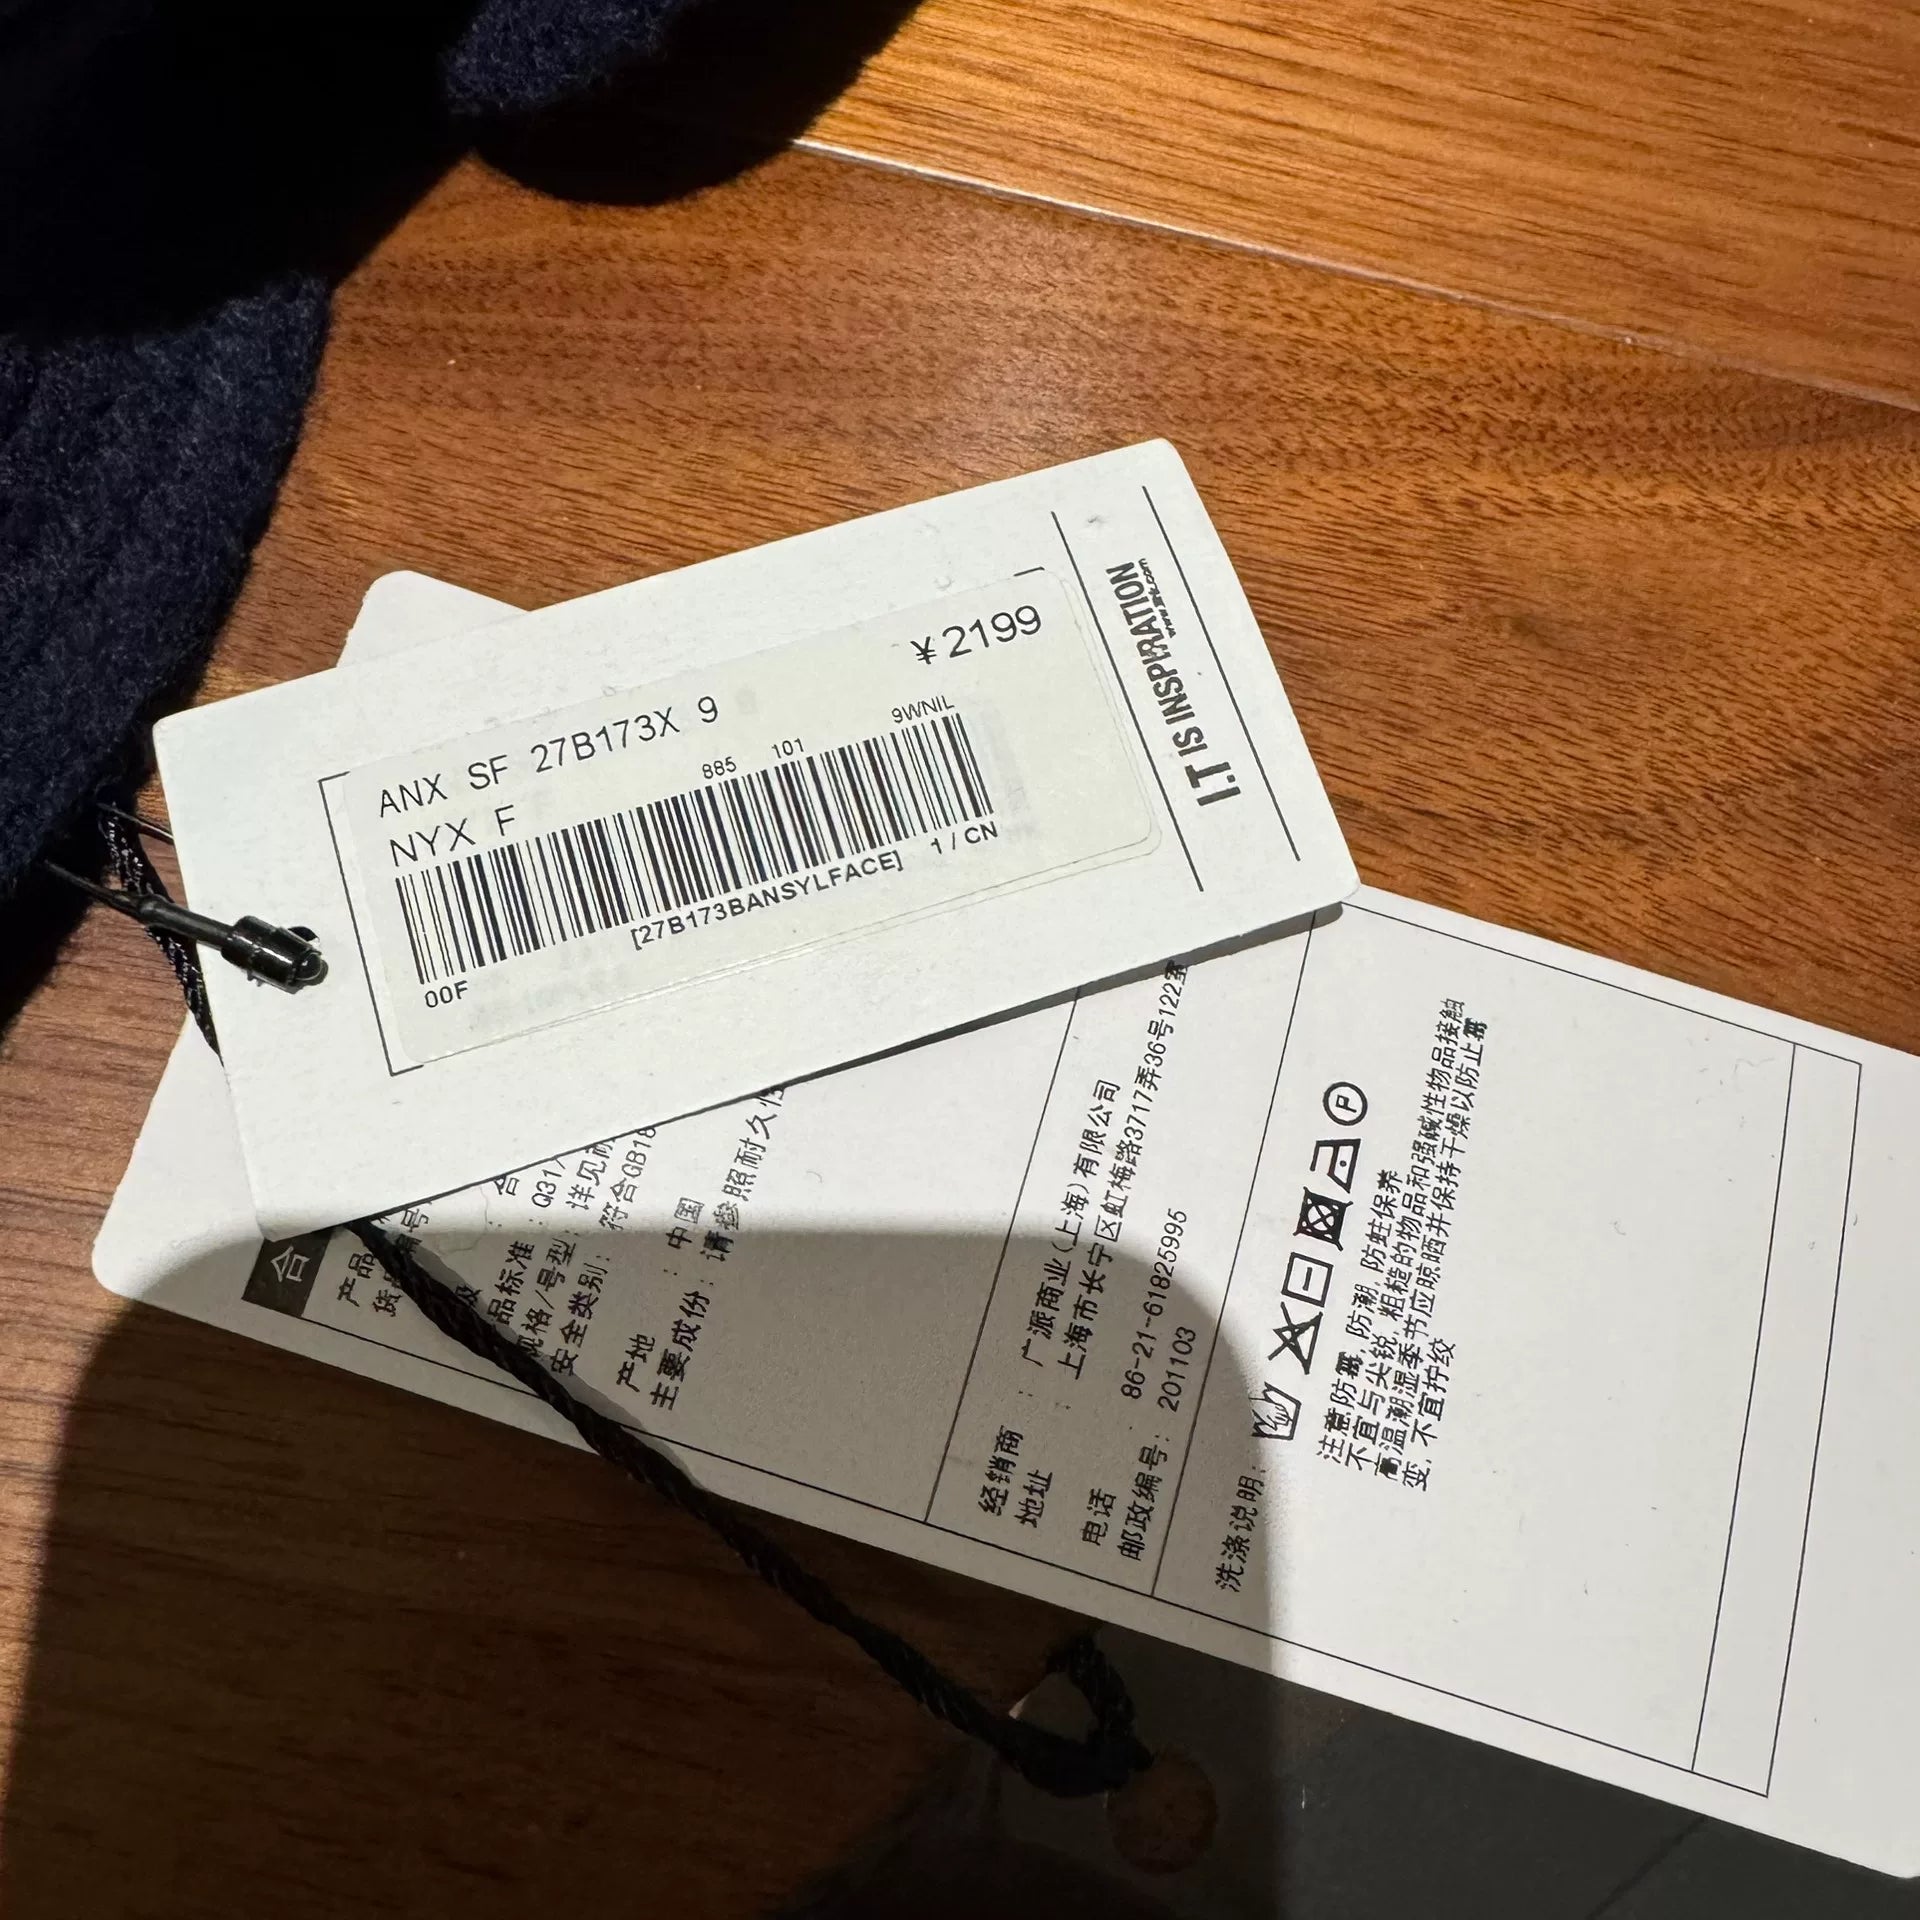 ¥2199
ANX SF 27B173X 9
NYX F
885 101 9WNIL
[27B173BANSYLFACE] 1/CN
00F
I.T IS INSPIRATION
合
产品
货
编号
级
品标准
: Q31
规格/号型: 详见
安全类别: 符合GB18
产地 : 中国
主要成份: 请参照耐久
经销商 : 广派商业(上海)有限公司
地址 : 上海市长宁区虹梅路3717弄36号122室
电话 86-21-61825995
邮政编号: 201103
洗涤说明:
P
注意防霉,防潮,防蛀保养
不宜与尖锐,粗糙的物品和强碱性物品接触
高温潮湿季节应晾晒并保持干燥以防止霉
变,不宜拧绞